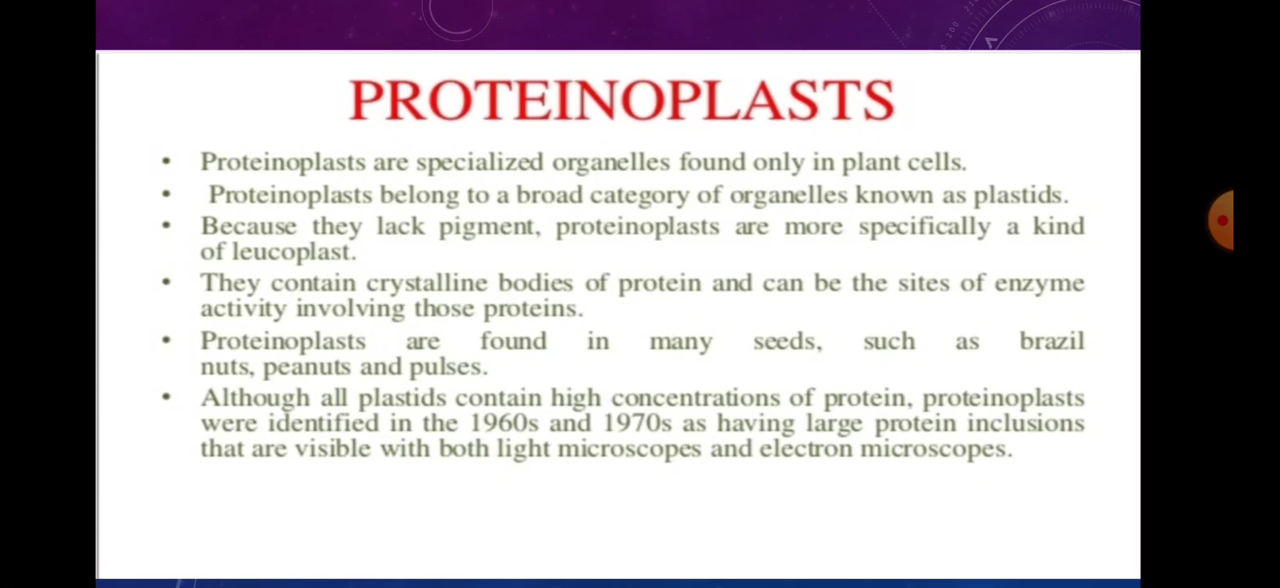 PROTEINOPLASTS
• Proteinoplasts are specialized organelles found only in plant cells.
• Proteinoplasts belong to a broad category of organelles known as plastids.
• Because they lack pigment, proteinoplasts are more specifically a kind
of leucoplast.
• They contain crystalline bodies of protein and can be the sites of enzyme
activity involving those proteins.
• Proteinoplasts are found in many seeds, such as brazil
nuts, peanuts and pulses.
• Although all plastids contain high concentrations of protein, proteinoplasts
were identified in the 1960s and 1970s as having large protein inclusions
that are visible with both light microscopes and electron microscopes.